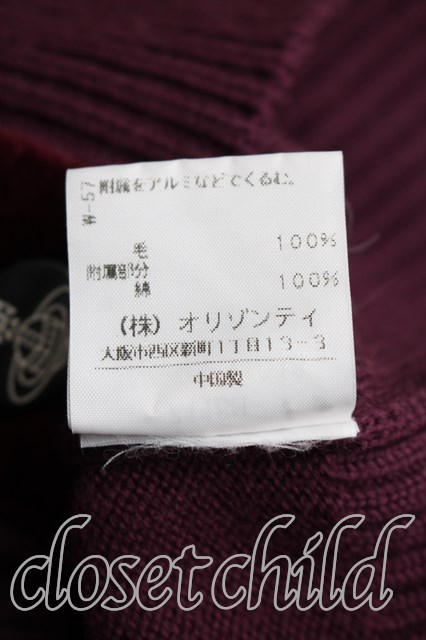 W-57
附属をアルミなどでくるむ。
毛 100%
附属部分
綿 100%
(株) オリゾンティ
大阪市西区新町1丁目13-3
中国製
closet child